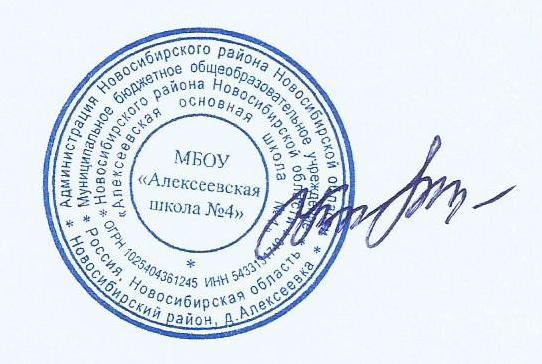 * Администрация Новосибирского района Новосибирской области *
Новосибирский район, д.Алексеевка
* Муниципальное бюджетное общеобразовательное учреждение
* Россия, Новосибирская область
* Новосибирского района Новосибирской области
«Алексеевская основная школа №4»
ОГРН 1025404361245 ИНН
*
МБОУ
«Алексеевская
школа №4»